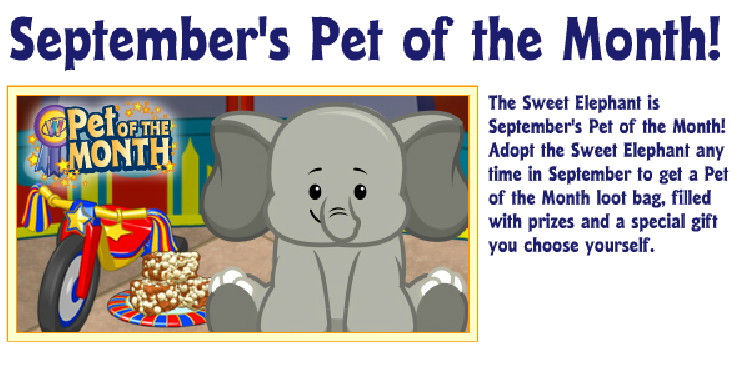 September's Pet of the Month!
W
Pet OF THE
MONTH
The Sweet Elephant is
September's Pet of the Month!
Adopt the Sweet Elephant any
time in September to get a Pet
of the Month loot bag, filled
with prizes and a special gift
you choose yourself.